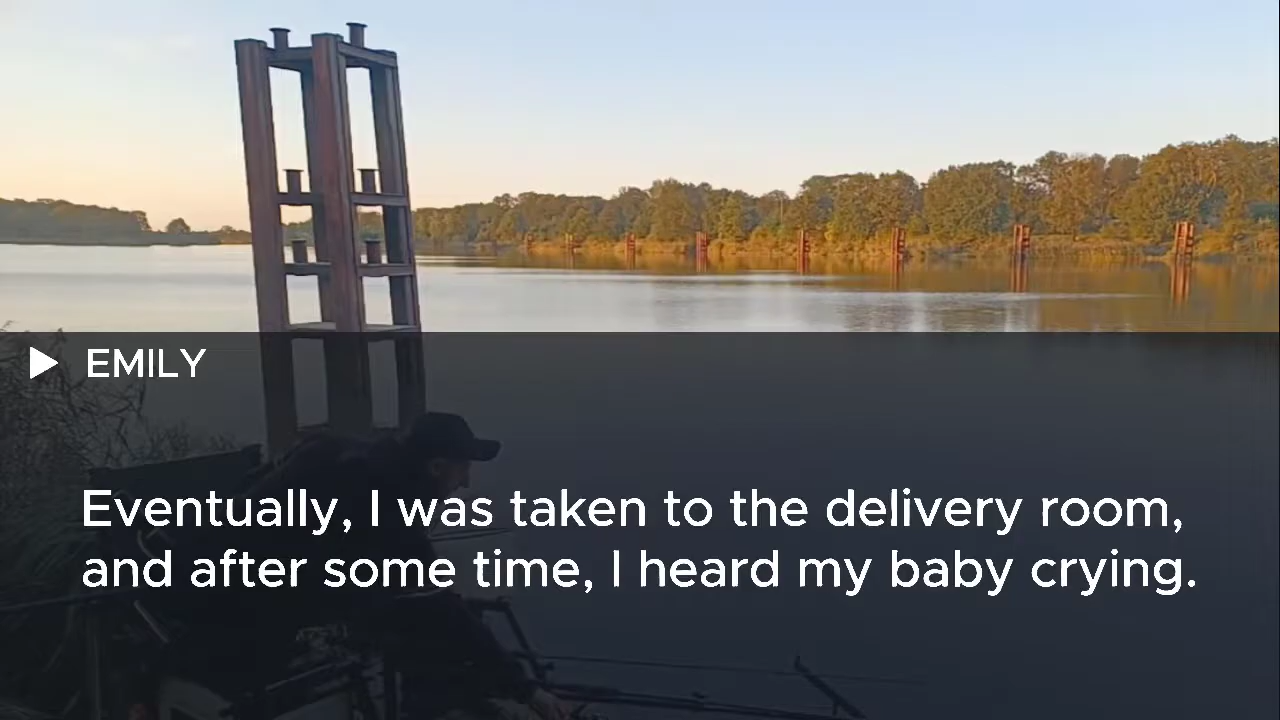 EMILY
Eventually, I was taken to the delivery room,
and after some time, I heard my baby crying.